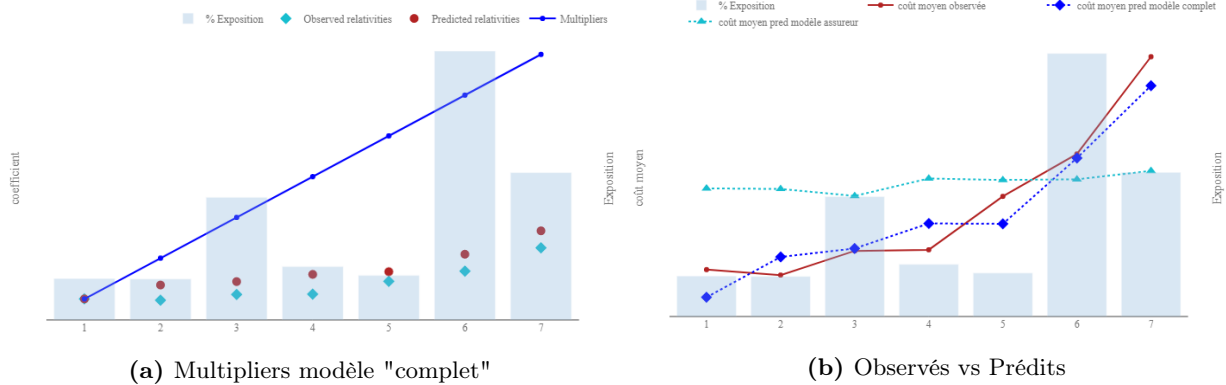 % Exposition Observed relativities Predicted relativities Multipliers
coefficient
Exposition
1 2 3 4 5 6 7
(a) Multipliers modèle "complet"
% Exposition coût moyen observée coût moyen pred modèle complet
coût moyen pred modèle assureur
coût moyen
Exposition
1 2 3 4 5 6 7
(b) Observés vs Prédits